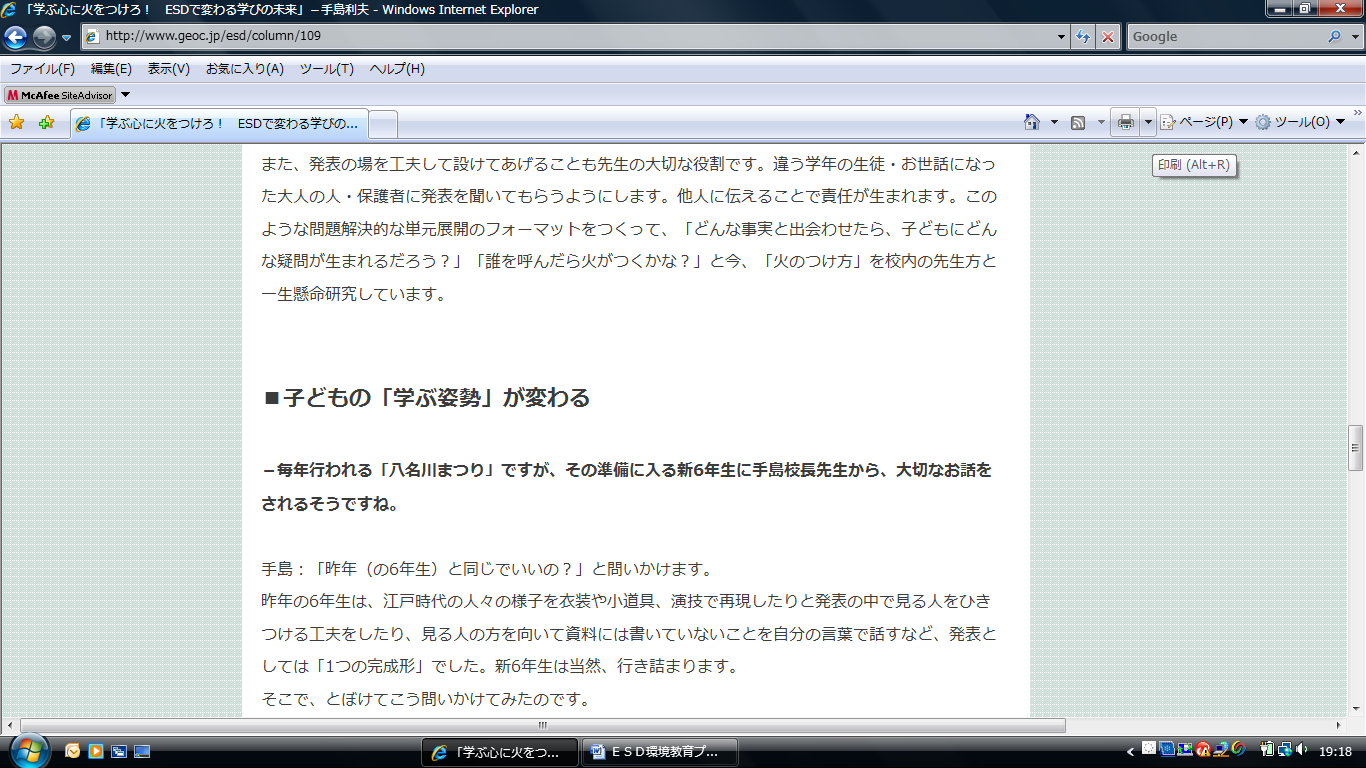 「学ぶ心に火をつけろ！　ESDで変わる学びの未来」－手島利夫 - Windows Internet Explorer
http://www.geoc.jp/esd/column/109
Google
ファイル(F) 編集(E) 表示(V) お気に入り(A) ツール(T) ヘルプ(H)
McAfee SiteAdvisor
「学ぶ心に火をつけろ！　ESDで変わる学びの...
ページ(P) ツール(O)
印刷 (Alt+R)
また、発表の場を工夫して設けてあげることも先生の大切な役割です。違う学年の生徒・お世話になっ
た大人の人・保護者に発表を聞いてもらうようにします。他人に伝えることで責任が生まれます。この
ような問題解決的な単元展開のフォーマットをつくって、「どんな事実と出会わせたら、子どもにどん
な疑問が生まれるだろう？」「誰を呼んだら火がつくかな？」と今、「火のつけ方」を校内の先生方と
一生懸命研究しています。
■子どもの「学ぶ姿勢」が変わる
－毎年行われる「八名川まつり」ですが、その準備に入る新6年生に手島校長先生から、大切なお話を
されるそうですね。
手島：「昨年（の6年生）と同じでいいの？」と問いかけます。
昨年の6年生は、江戸時代の人々の様子を衣装や小道具、演技で再現したりと発表の中で見る人をひき
つける工夫をしたり、見る人の方を向いて資料には書いていないことを自分の言葉で話すなど、発表と
しては「1つの完成形」でした。新6年生は当然、行き詰まります。
そこで、とぼけてこう問いかけてみたのです。
「学ぶ心に火をつ...
ＥＳＤ環境教育プ...
19:18